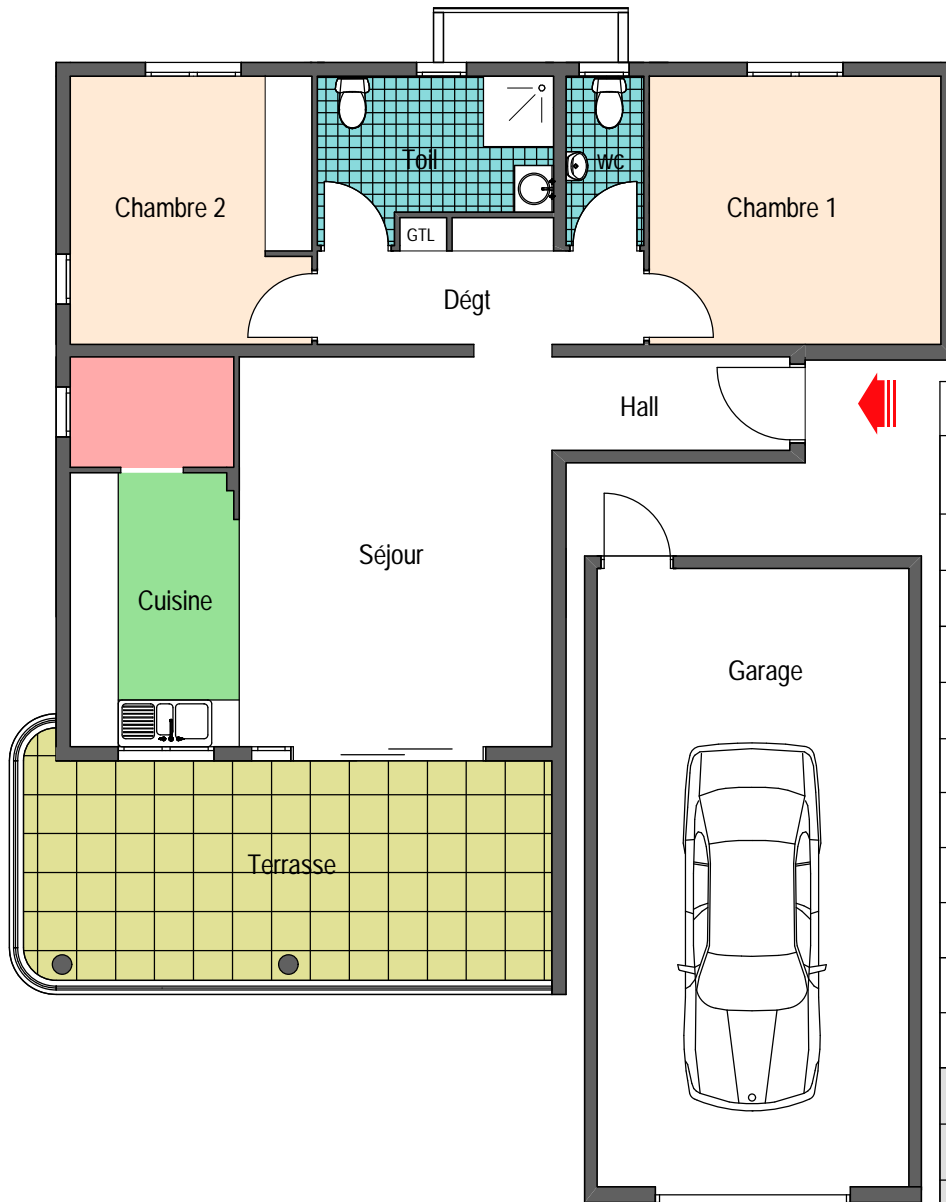 Toil
wc
Chambre 2
Chambre 1
GTL
Dégt
Hall
Séjour
Cuisine
Garage
Terrasse